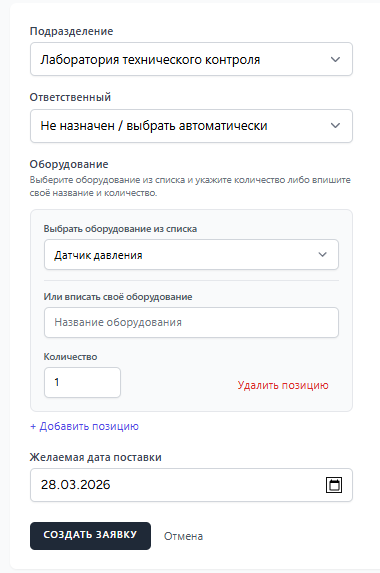 Подразделение
Лаборатория технического контроля
Ответственный
Не назначен / выбрать автоматически
Оборудование
Выберите оборудование из списка и укажите количество либо впишите
своё название и количество.
Выбрать оборудование из списка
Датчик давления
Или вписать своё оборудование
Название оборудования
Количество
1
Удалить позицию
+ Добавить позицию
Желаемая дата поставки
28.03.2026
СОЗДАТЬ ЗАЯВКУ Отмена